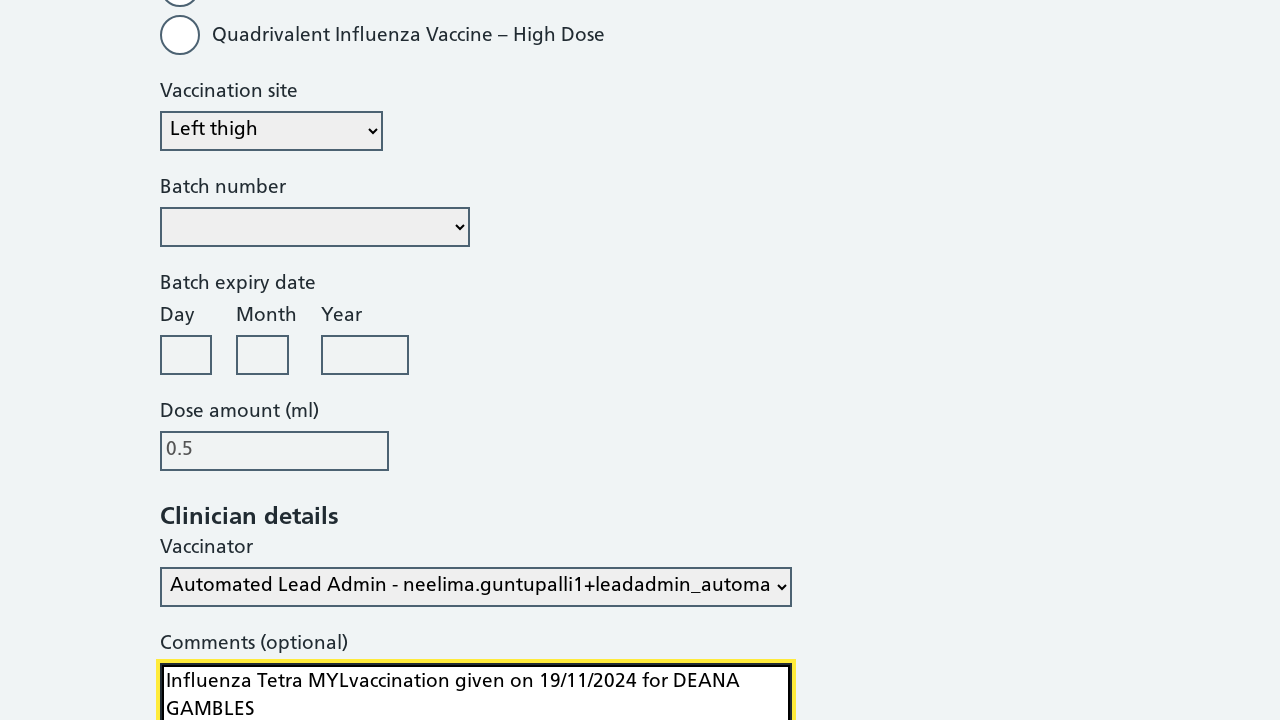 Quadrivalent Influenza Vaccine – High Dose
Vaccination site
Left thigh
Batch number
Batch expiry date
Day Month Year
Dose amount (ml)
0.5
Clinician details
Vaccinator
Automated Lead Admin - neelima.guntupalli1+leadadmin_automa
Comments (optional)
Influenza Tetra MYLvaccination given on 19/11/2024 for DEANA
GAMBLES